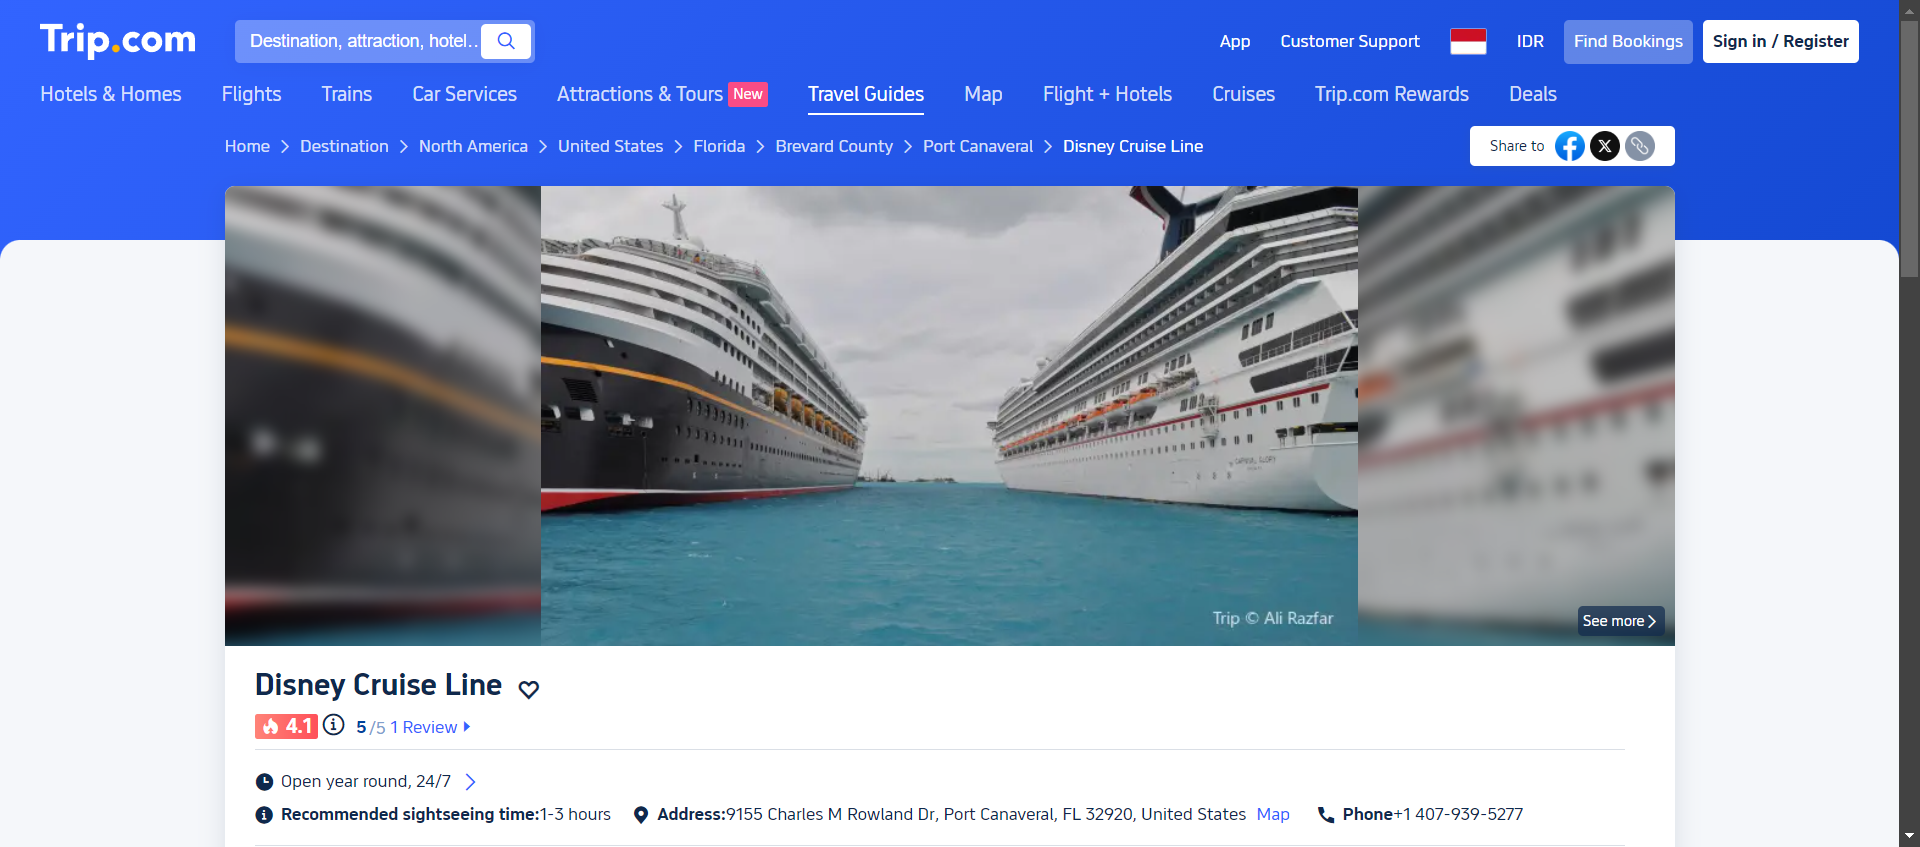 Trip.com
Destination, attraction, hotel...
App
Customer Support
IDR
Find Bookings
Sign in / Register
Hotels & Homes
Flights
Trains
Car Services
Attractions & Tours New
Travel Guides
Map
Flight + Hotels
Cruises
Trip.com Rewards
Deals
Home > Destination > North America > United States > Florida > Brevard County > Port Canaveral > Disney Cruise Line
Share to
CARNIVAL GLORY
Trip © Ali Razfar
See more >
Disney Cruise Line
4.1 5 /5 1 Review
Open year round, 24/7
Recommended sightseeing time:1-3 hours
Address:9155 Charles M Rowland Dr, Port Canaveral, FL 32920, United States Map
Phone+1 407-939-5277